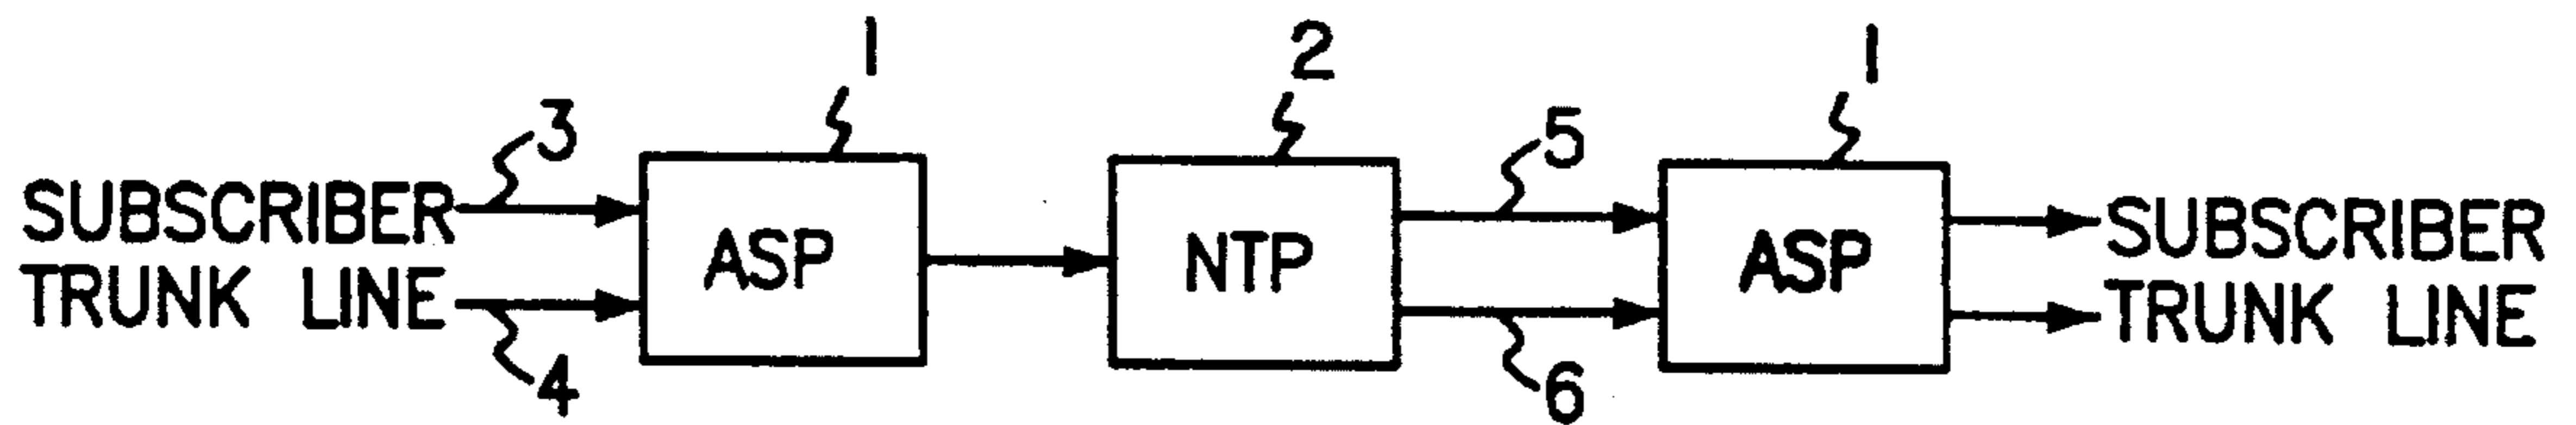 1
2
1
3
5
SUBSCRIBER
SUBSCRIBER
ASP
NTP
ASP
TRUNK LINE
TRUNK LINE
4
6